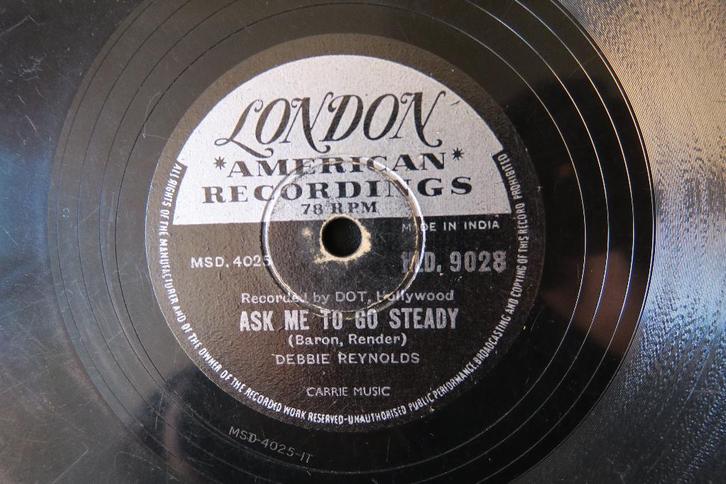 LONDON
*AMERICAN*
RECORDINGS
78 RPM
MADE IN INDIA
MSD. 4025
9028
Recorded by DOT, Hollywood
ASK ME TO GO STEADY
(Baron, Render)
DEBBIE REYNOLDS
CARRIE MUSIC
ALL RIGHTS OF THE MANUFACTURER AND OF THE OWNER OF THE RECORDED WORK RESERVED-UNAUTHORISED PUBLIC PERFORMANCE, BROADCASTING AND COPYING OF THIS RECORD PROHIBITED
MSD-4025-IT